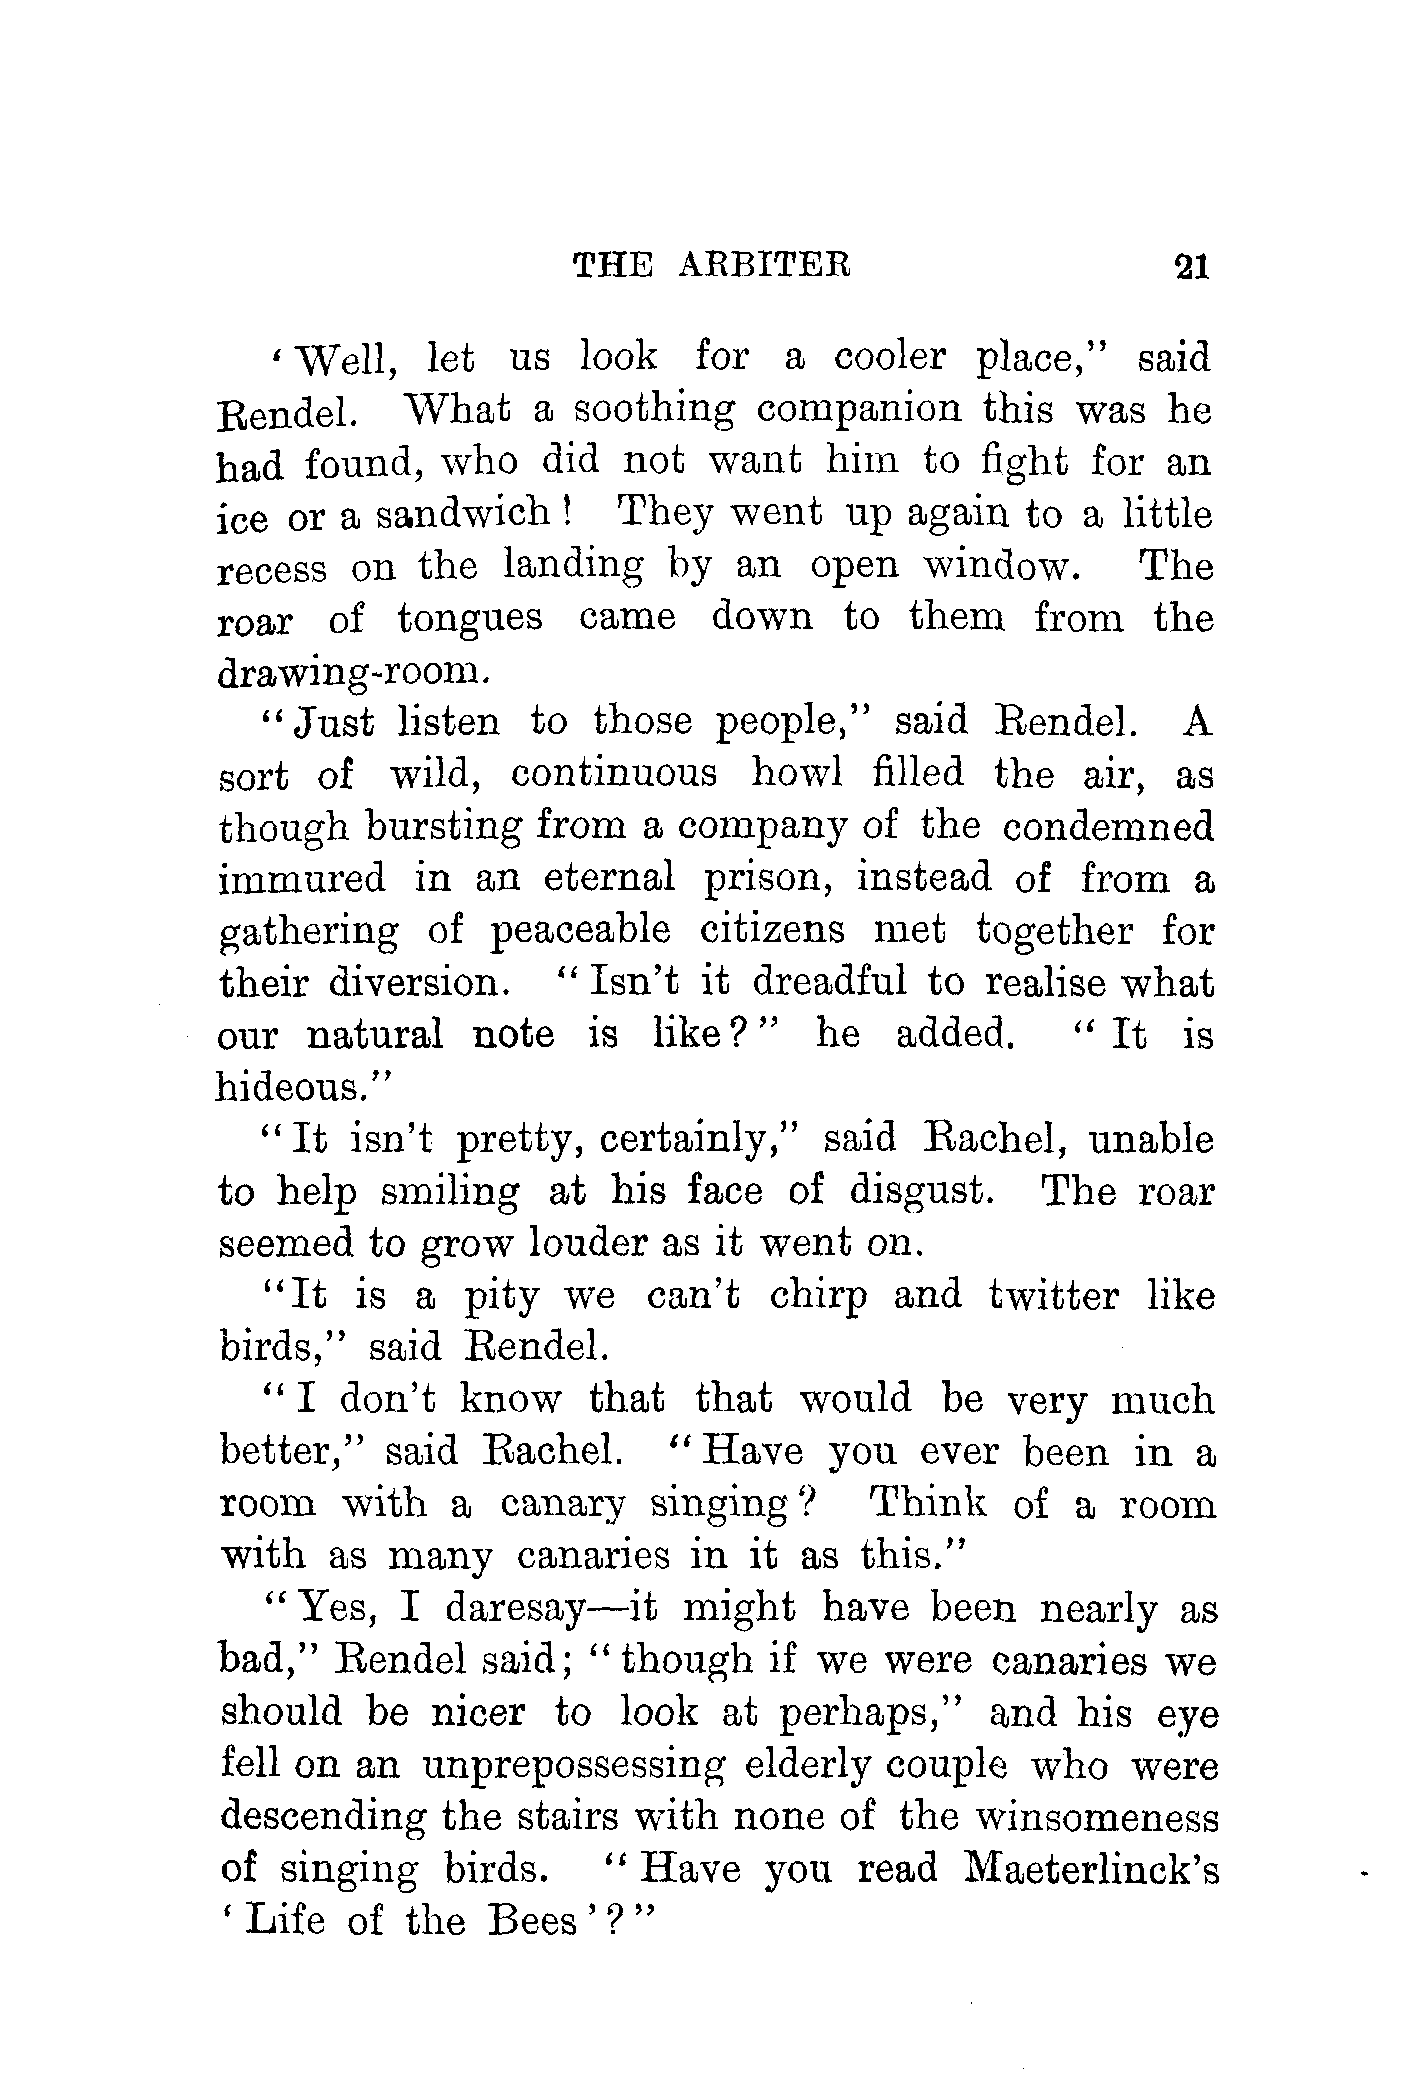 THE ARBITER 21
‘ Well, let us look for a cooler place,” said
Rendel. What a soothing companion this was he
had found, who did not want him to fight for an
ice or a sandwich ! They went up again to a little
recess on the landing by an open window. The
roar of tongues came down to them from the
drawing-room.
“ Just listen to those people,” said Rendel. A
sort of wild, continuous howl filled the air, as
though bursting from a company of the condemned
immured in an eternal prison, instead of from a
gathering of peaceable citizens met together for
their diversion. “ Isn’t it dreadful to realise what
our natural note is like? ” he added. “ It is
hideous.”
“ It isn’t pretty, certainly,” said Rachel, unable
to help smiling at his face of disgust. The roar
seemed to grow louder as it went on.
“It is a pity we can’t chirp and twitter like
birds,” said Rendel.
“ I don’t know that that would be very much
better,” said Rachel. “ Have you ever been in a
room with a canary singing ? Think of a room
with as many canaries in it as this.”
“ Yes, I daresay—it might have been nearly as
bad,” Rendel said; “ though if we were canaries we
should be nicer to look at perhaps,” and his eye
fell on an unprepossessing elderly couple who were
descending the stairs with none of the winsomeness
of singing birds. “ Have you read Maeterlinck’s
‘ Life of the Bees ’ ? ”